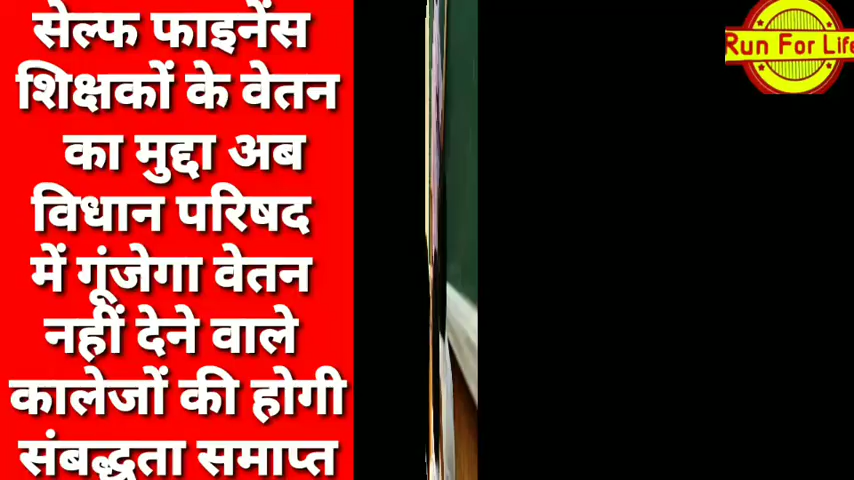 सेल्फ फाइनेंस
शिक्षकों के वेतन
का मुद्दा अब
विधान परिषद
में गूंजेगा वेतन
नहीं देने वाले
कालेजों की होगी
संबद्धता समाप्त
Run For Life